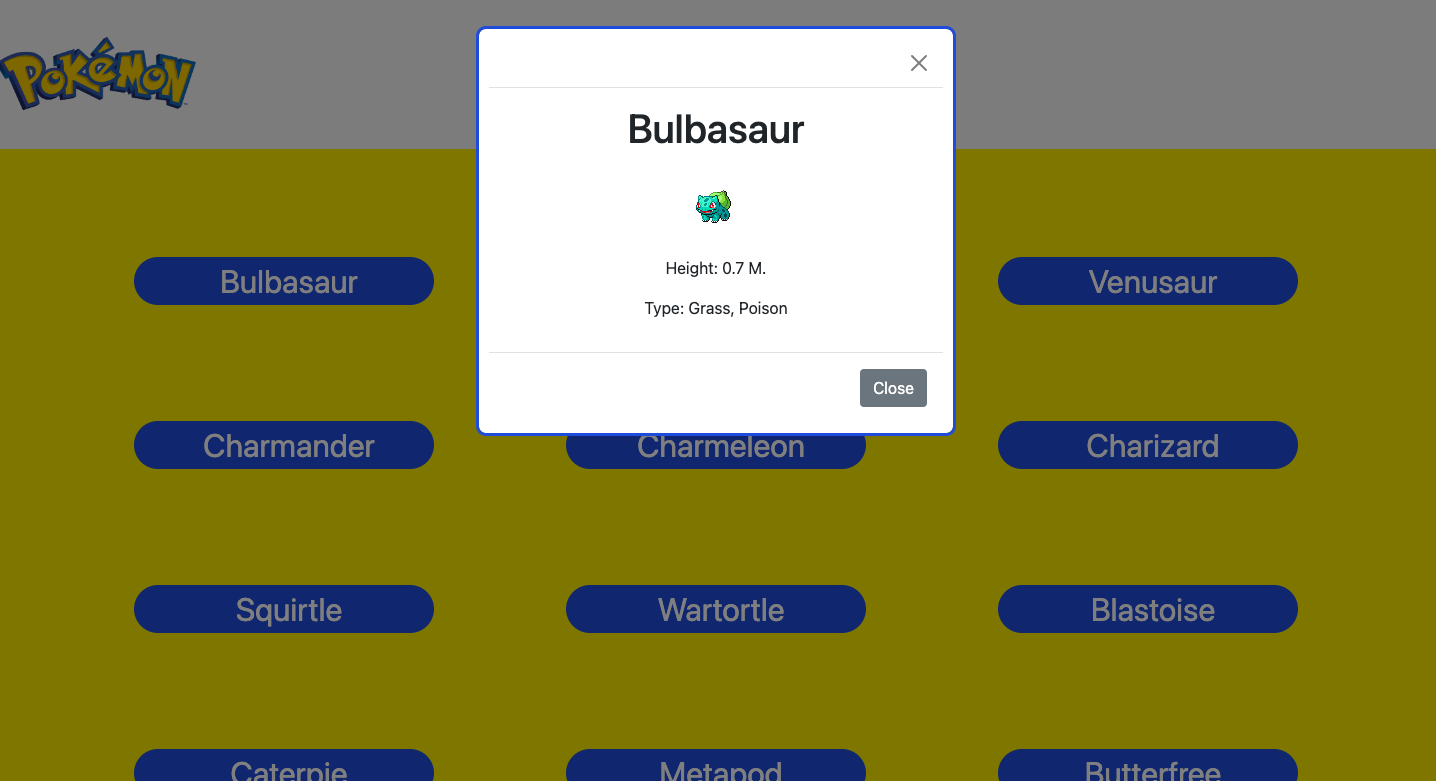 POKÉMON
Bulbasaur
Height: 0.7 M.
Type: Grass, Poison
Close
Bulbasaur
Venusaur
Charmander
Charmeleon
Charizard
Squirtle
Wartortle
Blastoise
Caterpie
Metapod
Butterfree